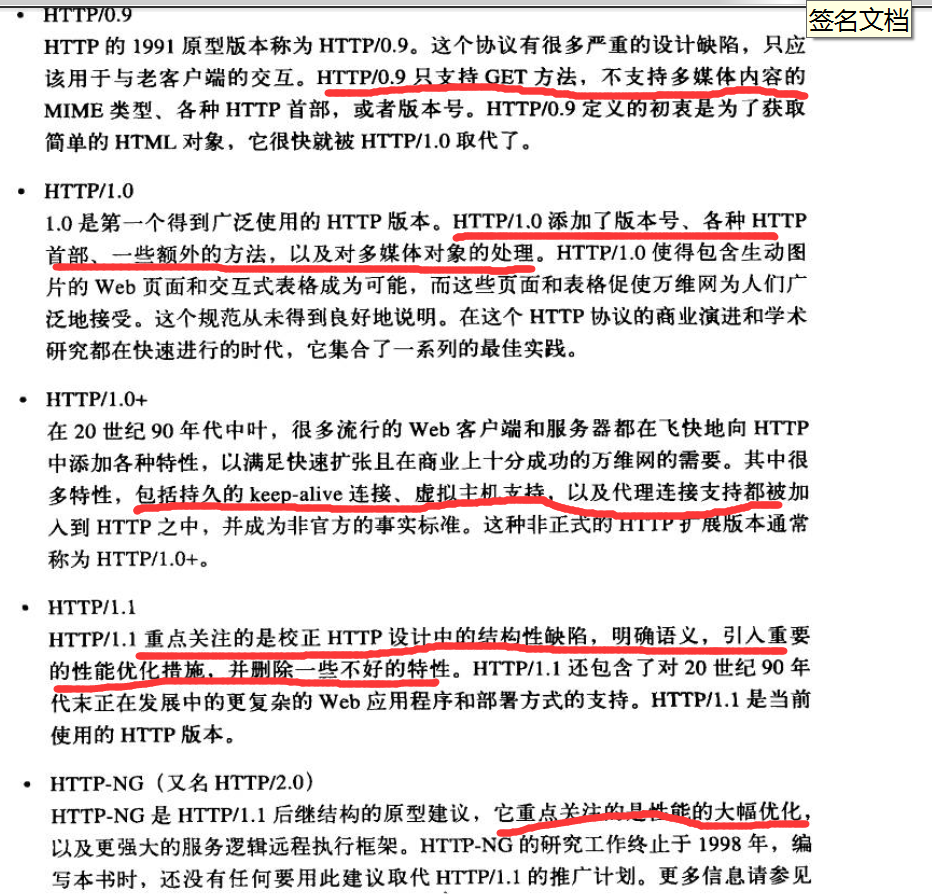 签名文档
• HTTP/0.9
HTTP 的 1991 原型版本称为 HTTP/0.9。这个协议有很多严重的设计缺陷，只应
该用于与老客户端的交互。HTTP/0.9 只支持 GET 方法，不支持多媒体内容的
MIME 类型、各种 HTTP 首部，或者版本号。HTTP/0.9 定义的初衷是为了获取
简单的 HTML 对象，它很快就被 HTTP/1.0 取代了。
• HTTP/1.0
1.0 是第一个得到广泛使用的 HTTP 版本。HTTP/1.0 添加了版本号、各种 HTTP
首部、一些额外的方法，以及对多媒体对象的处理。HTTP/1.0 使得包含生动图
片的 Web 页面和交互式表格成为可能，而这些页面和表格促使万维网为人们广
泛地接受。这个规范从未得到良好地说明。在这个 HTTP 协议的商业演进和学术
研究都在快速进行的时代，它集合了一系列的最佳实践。
• HTTP/1.0+
在 20 世纪 90 年代中叶，很多流行的 Web 客户端和服务器都在飞快地向 HTTP
中添加各种特性，以满足快速扩张且在商业上十分成功的万维网的需要。其中很
多特性，包括持久的 keep-alive 连接、虚拟主机支持，以及代理连接支持都被加
入到 HTTP 之中，并成为非官方的事实标准。这种非正式的 HTTP 扩展版本通常
称为 HTTP/1.0+。
• HTTP/1.1
HTTP/1.1 重点关注的是校正 HTTP 设计中的结构性缺陷，明确语义，引入重要
的性能优化措施，并删除一些不好的特性。HTTP/1.1 还包含了对 20 世纪 90 年
代末正在发展中的更复杂的 Web 应用程序和部署方式的支持。HTTP/1.1 是当前
使用的 HTTP 版本。
• HTTP-NG（又名 HTTP/2.0）
HTTP-NG 是 HTTP/1.1 后继结构的原型建议，它重点关注的是性能的大幅优化，
以及更强大的服务逻辑远程执行框架。HTTP-NG 的研究工作终止于 1998 年，编
写本书时，还没有任何要用此建议取代 HTTP/1.1 的推广计划。更多信息请参见